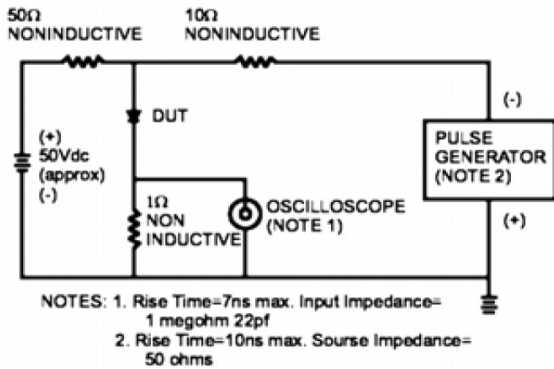 50Ω
NONINDUCTIVE
10Ω
NONINDUCTIVE
DUT
(+)
50Vdc
(approx)
(-)
1Ω
NON
INDUCTIVE
OSCILLOSCOPE
(NOTE 1)
(-)
PULSE
GENERATOR
(NOTE 2)
(+)
NOTES: 1. Rise Time=7ns max. Input Impedance=
1 megohm 22pf
2. Rise Time=10ns max. Sourse Impedance=
50 ohms